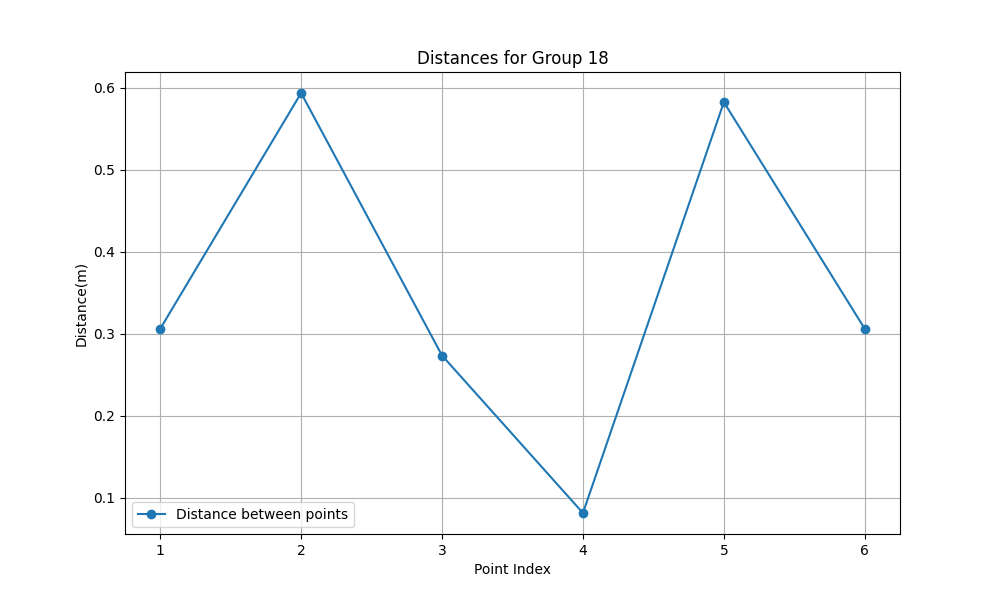 Distances for Group 18
Distance(m)
0.6
0.5
0.4
0.3
0.2
0.1
Distance between points
1 2 3 4 5 6
Point Index